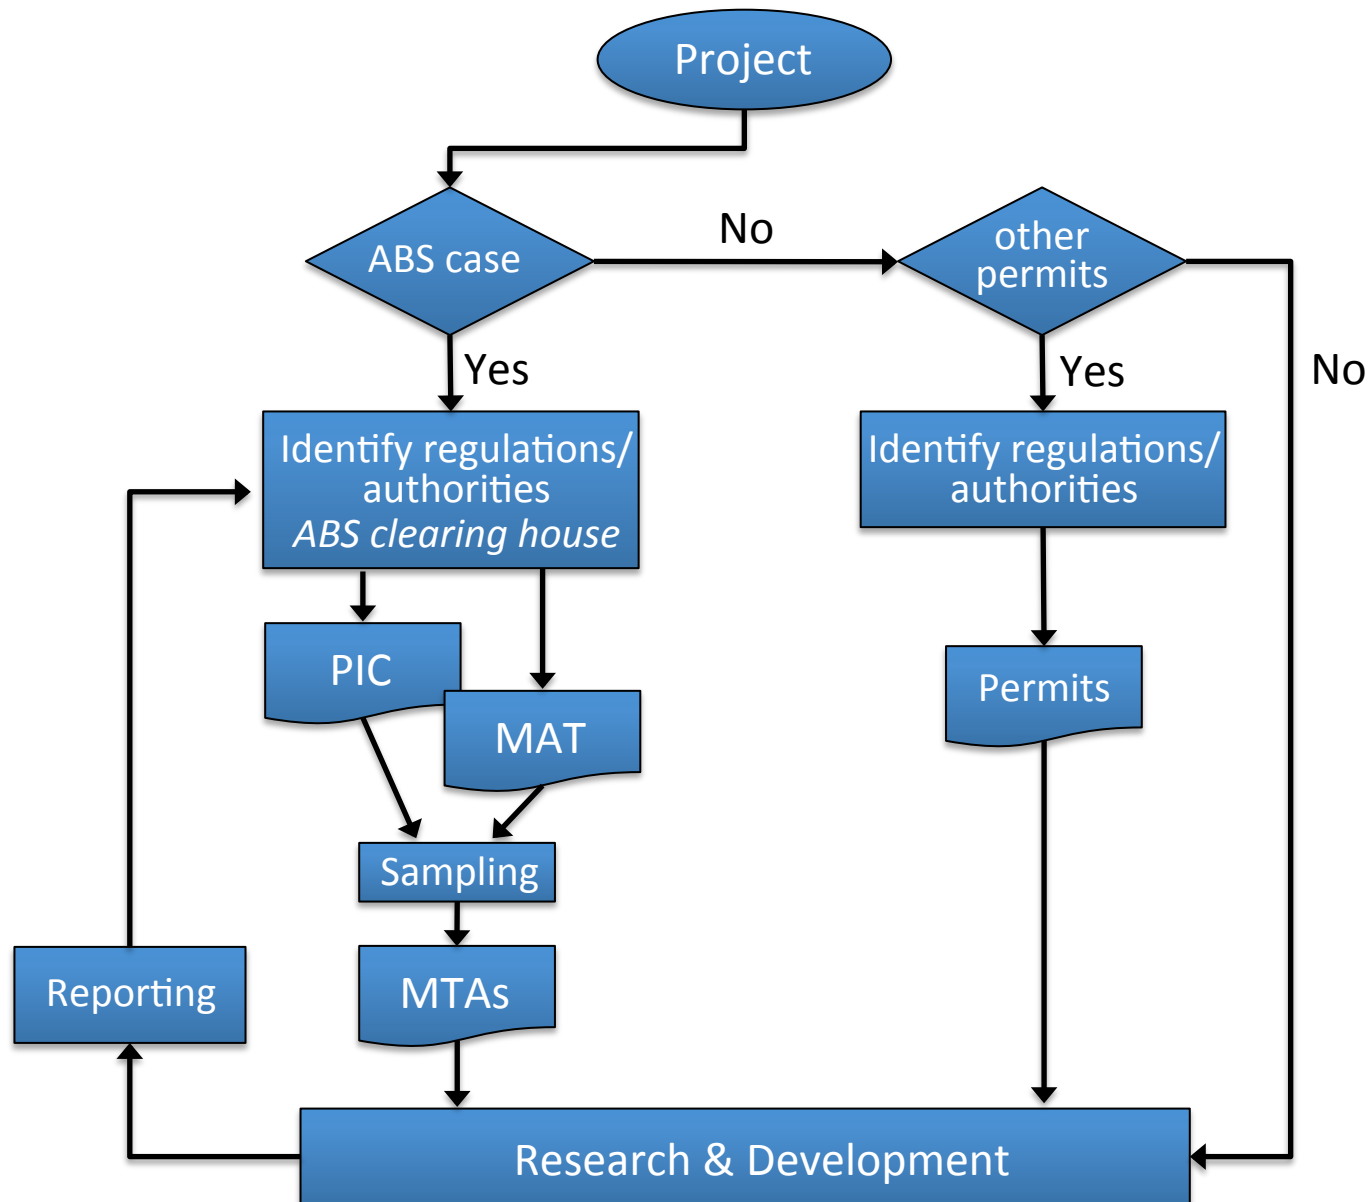 Project
ABS case
No
other
permits
Yes
Yes
No
Identify regulations/
authorities
ABS clearing house
Identify regulations/
authorities
PIC
MAT
Permits
Sampling
Reporting
MTAs
Research & Development